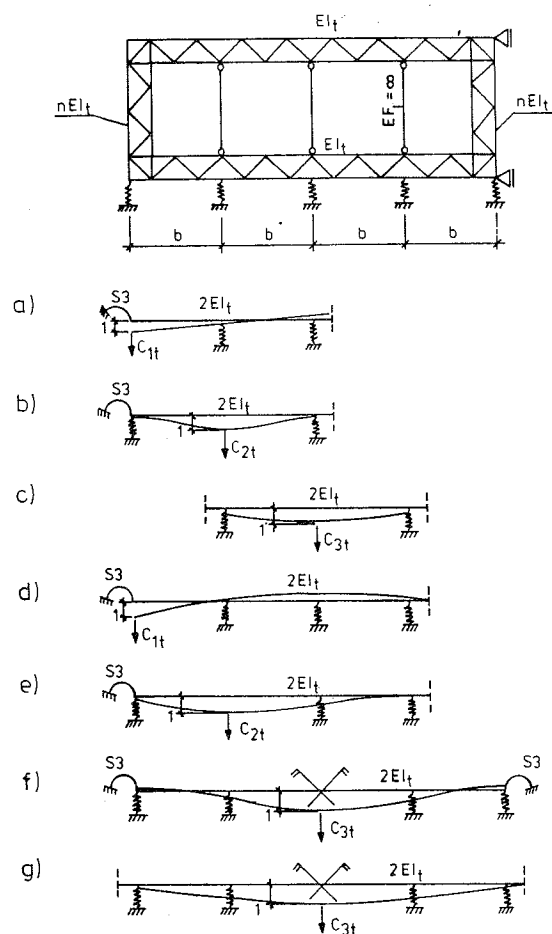 EIₜ
nEIₜ
EF₁ = ∞
nEIₜ
EIₜ
b b b b
a)
S3
2EIₜ
1
C₁ₜ
b)
S3
2EIₜ
1
C₂ₜ
c)
2EIₜ
1
C₃ₜ
d)
S3
2EIₜ
1
C₁ₜ
e)
S3
2EIₜ
1
C₂ₜ
f)
S3
2EIₜ
S3
1
C₃ₜ
g)
2EIₜ
1
C₃ₜ